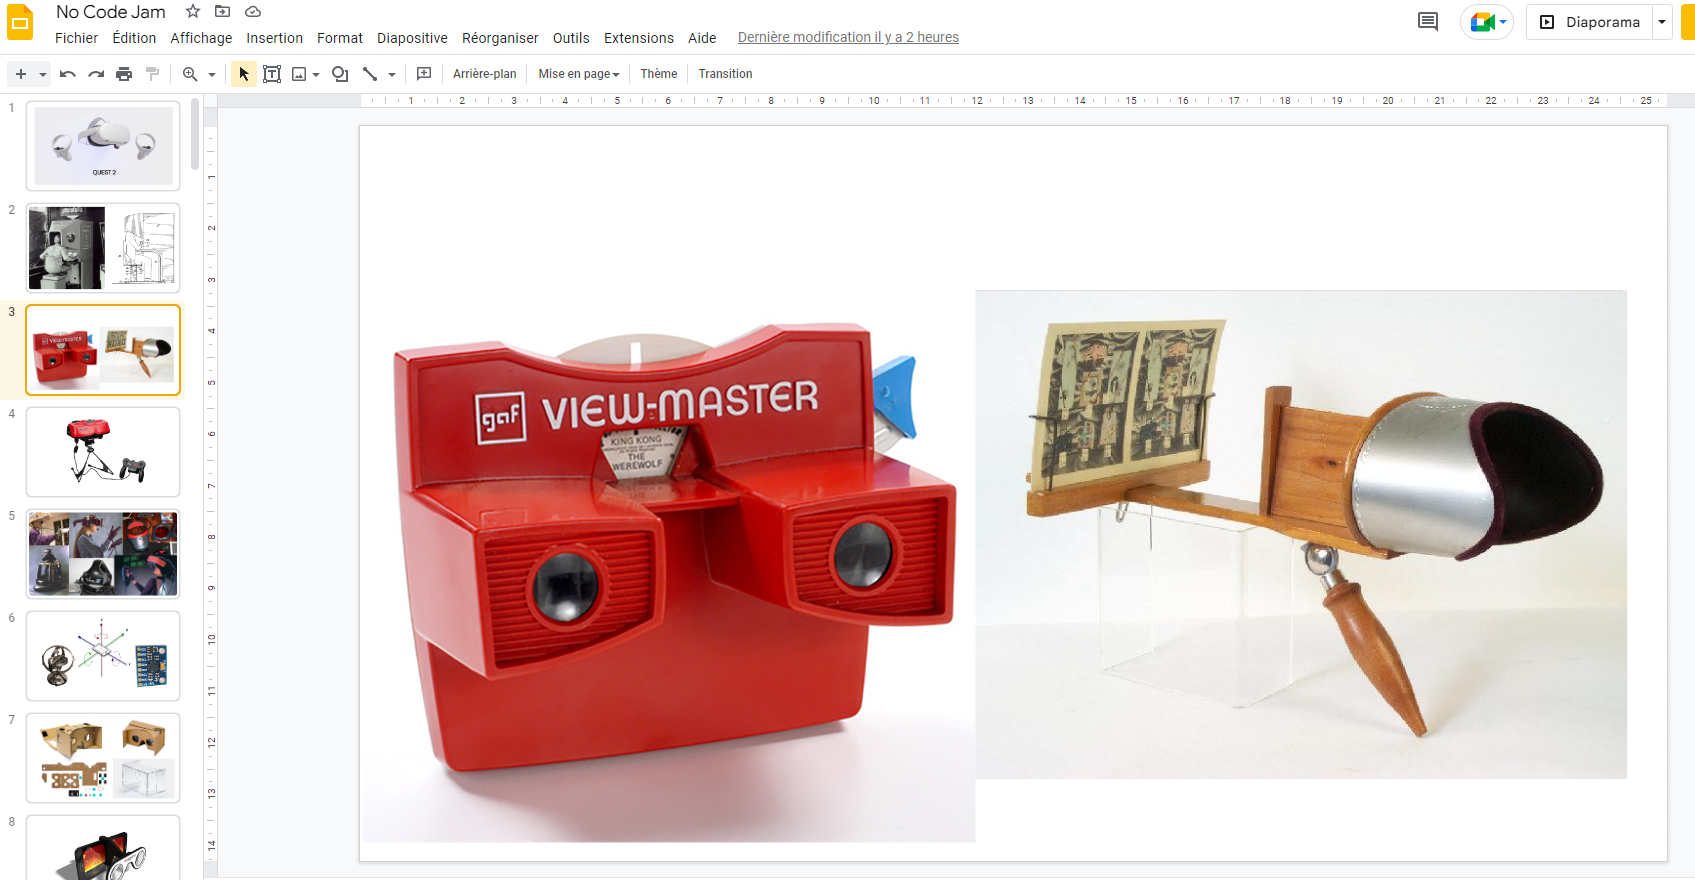 No Code Jam
Fichier Édition Affichage Insertion Format Diapositive Réorganiser Outils Extensions Aide Dernière modification il y a 2 heures
Diaporama
Arrière-plan Mise en page Thème Transition
1 2 3 4 5 6 7 8 9 10 11 12 13 14 15 16 17 18 19 20 21 22 23 24 25
1
QUEST 2
2
3
VIEW-MASTER
4
5
6
7
8
1
2
3
4
5
6
7
8
9
10
11
12
13
14
gaf VIEW-MASTER
KING KONG
THE
WEREWOLF